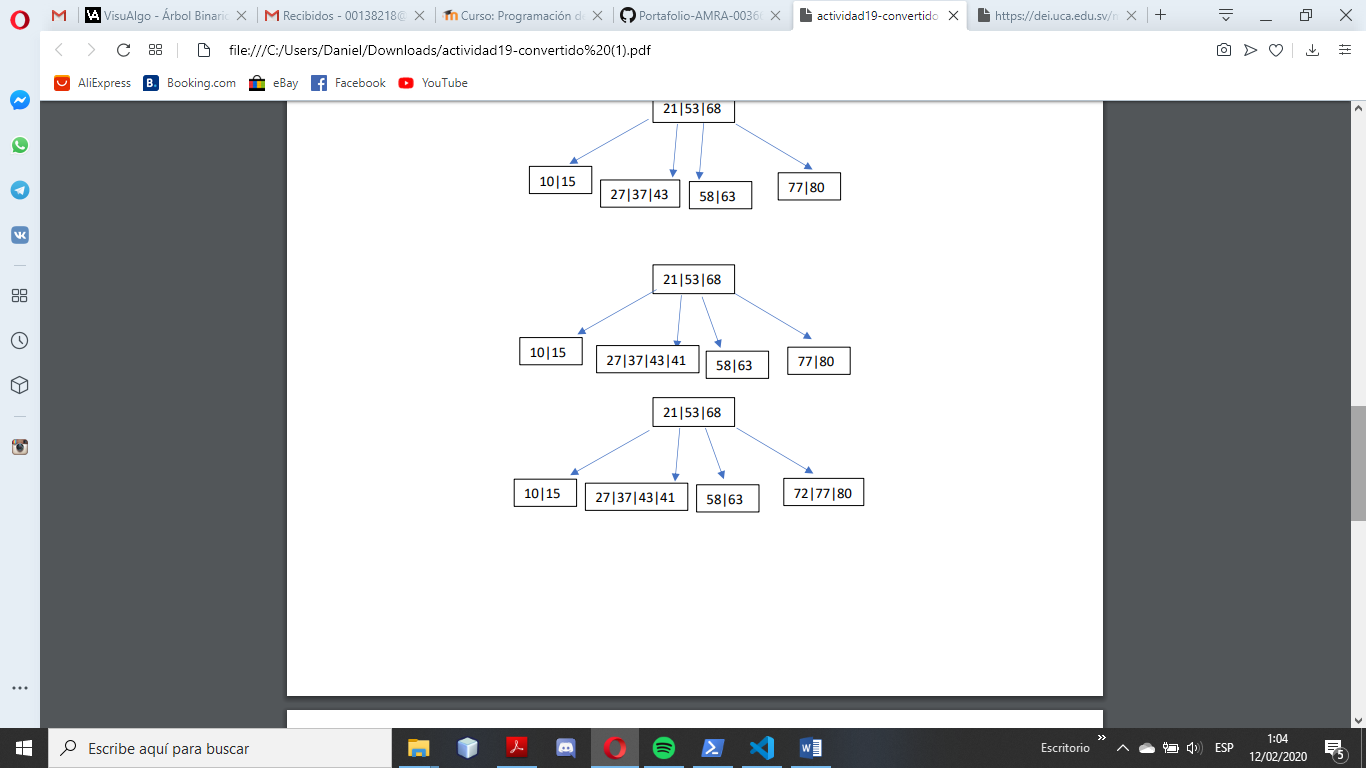 VisuAlgo - Árbol Binari
Recibidos - 00138218@
Curso: Programación d
Portafolio-AMRA-0036
actividad19-convertido
https://dei.uca.edu.sv/
file:///C:/Users/Daniel/Downloads/actividad19-convertido%20(1).pdf
AliExpress
B. Booking.com
eBay
Facebook
YouTube
21|53|68
10|15
27|37|43
58|63
77|80
21|53|68
10|15
27|37|43|41
58|63
77|80
21|53|68
10|15
27|37|43|41
58|63
72|77|80
Escribe aquí para buscar
Escritorio
ESP
1:04
12/02/2020
5